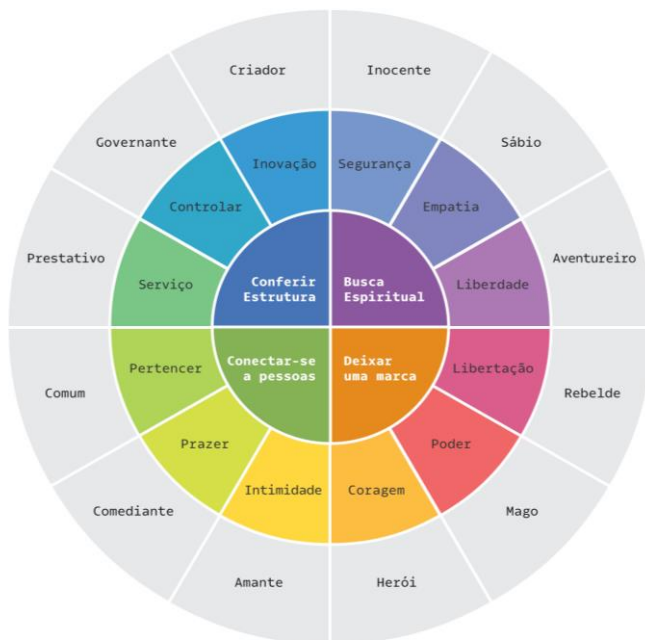 Criador
Inocente
Governante
Sábio
Inovação
Segurança
Controlar
Empatia
Prestativo
Aventureiro
Serviço
Liberdade
Conferir
Estrutura
Busca
Espiritual
Conectar-se
a pessoas
Deixar
uma marca
Pertencer
Libertação
Comum
Rebelde
Prazer
Poder
Intimidade
Coragem
Comediante
Mago
Amante
Herói